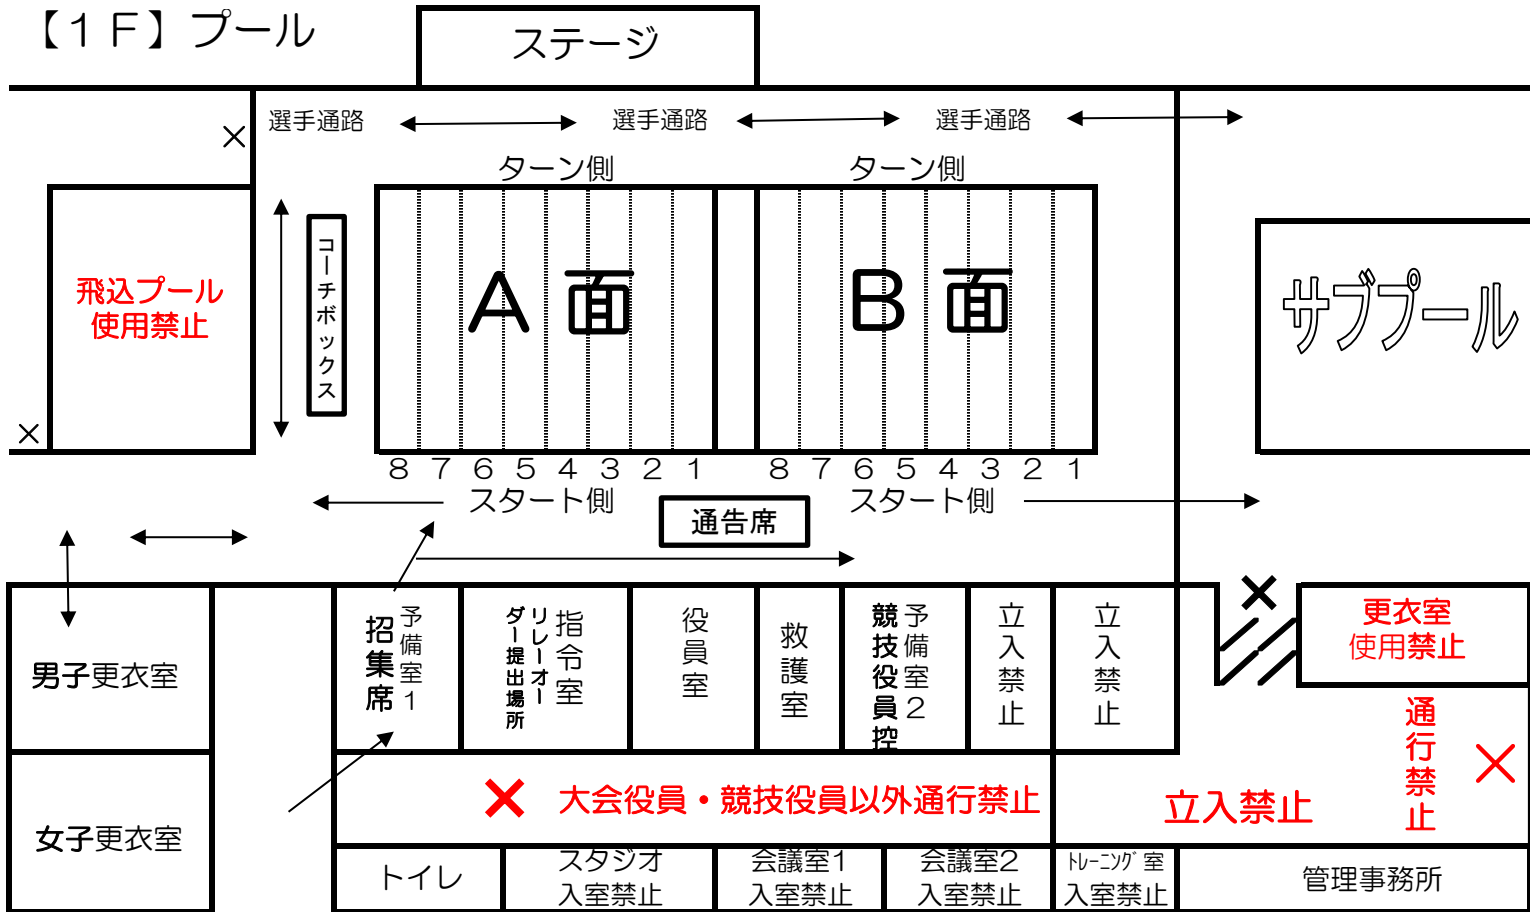 【１Ｆ】プール
ステージ
選手通路
選手通路
選手通路
ターン側
ターン側
コーチボックス
飛込プール
使用禁止
Ａ面
Ｂ面
サブプール
８ ７ ６ ５ ４ ３ ２ １
８ ７ ６ ５ ４ ３ ２ １
スタート側
スタート側
通告席
男子更衣室
女子更衣室
予備室１
招集席
指令室
リレーオー
ダー提出場所
役員室
救護室
予備室２
競技役員控
立入禁止
立入禁止
更衣室
使用禁止
通行禁止
大会役員・競技役員以外通行禁止
立入禁止
トイレ
スタジオ
入室禁止
会議室1
入室禁止
会議室2
入室禁止
ﾄﾚｰﾆﾝｸﾞ室
入室禁止
管理事務所